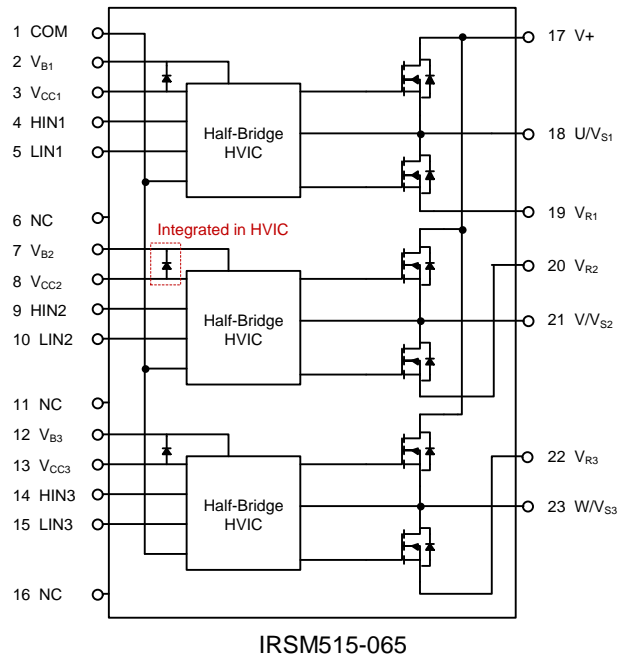 1 COM
2 VB1
3 VCC1
4 HIN1
5 LIN1
6 NC
7 VB2
8 VCC2
9 HIN2
10 LIN2
11 NC
12 VB3
13 VCC3
14 HIN3
15 LIN3
16 NC
Half-Bridge
HVIC
Integrated in HVIC
Half-Bridge
HVIC
Half-Bridge
HVIC
17 V+
18 U/VS1
19 VR1
20 VR2
21 V/VS2
22 VR3
23 W/VS3
IRSM515-065